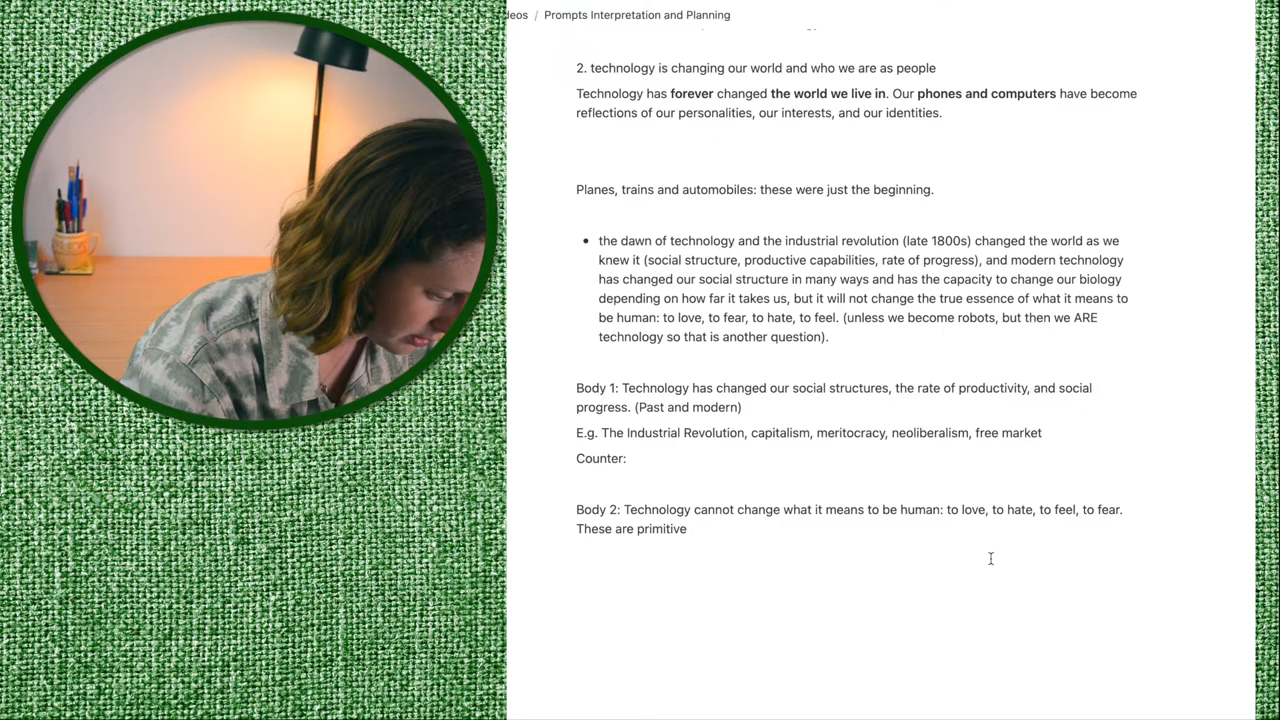 eos / Prompts Interpretation and Planning
2. technology is changing our world and who we are as people
Technology has forever changed the world we live in. Our phones and computers have become
reflections of our personalities, our interests, and our identities.
Planes, trains and automobiles: these were just the beginning.
• the dawn of technology and the industrial revolution (late 1800s) changed the world as we
knew it (social structure, productive capabilities, rate of progress), and modern technology
has changed our social structure in many ways and has the capacity to change our biology
depending on how far it takes us, but it will not change the true essence of what it means to
be human: to love, to fear, to hate, to feel. (unless we become robots, but then we ARE
technology so that is another question).
Body 1: Technology has changed our social structures, the rate of productivity, and social
progress. (Past and modern)
E.g. The Industrial Revolution, capitalism, meritocracy, neoliberalism, free market
Counter:
Body 2: Technology cannot change what it means to be human: to love, to hate, to feel, to fear.
These are primitive